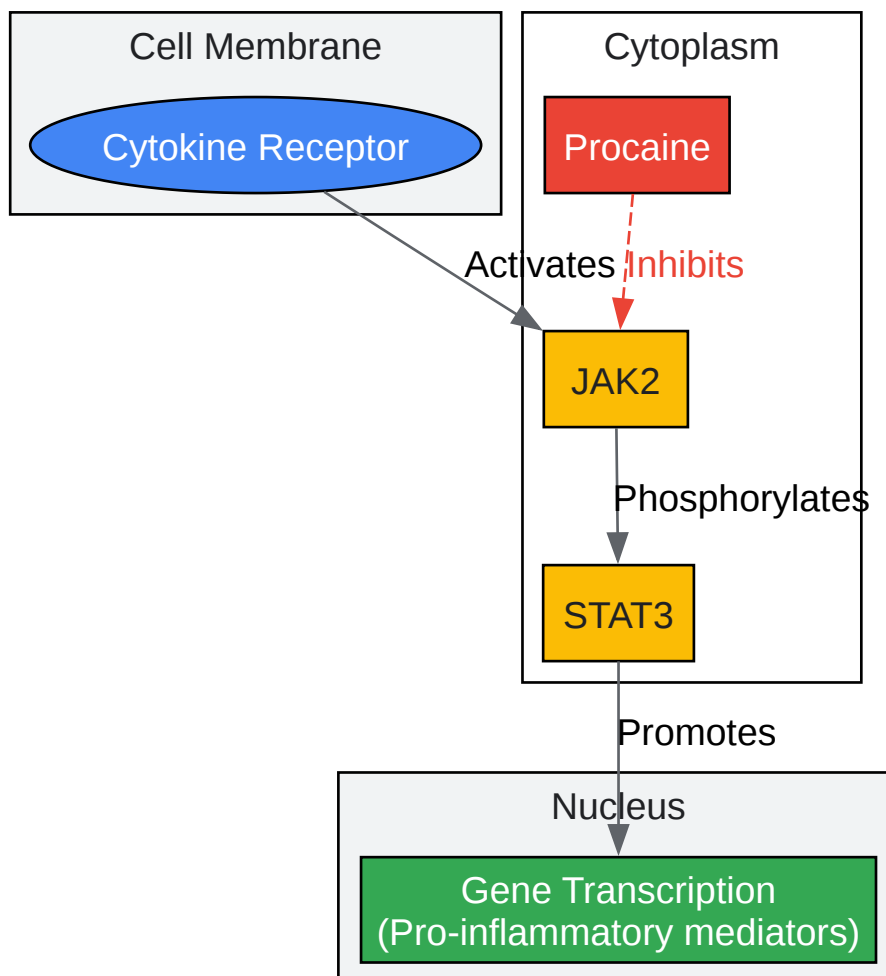 Cell Membrane
Cytoplasm
Cytokine Receptor
Procaine
Activates
Inhibits
JAK2
Phosphorylates
STAT3
Promotes
Nucleus
Gene Transcription
(Pro-inflammatory mediators)